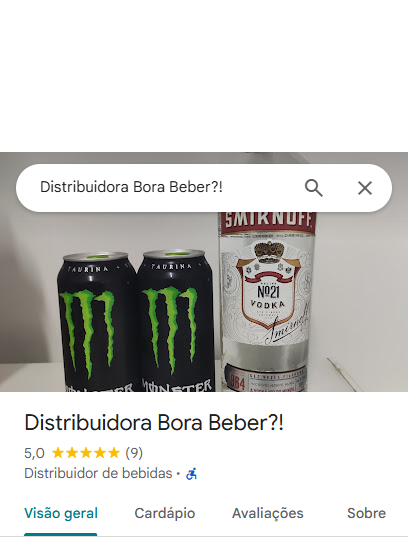 Distribuidora Bora Beber?!
SMIRNOFF
TAURINA
TAURINA
Nº21
VODKA
Smirnoff
MONSTER
MONSTER
Distribuidora Bora Beber?!
5,0 ★★★★★ (9)
Distribuidor de bebidas ·
Visão geral Cardápio Avaliações Sobre